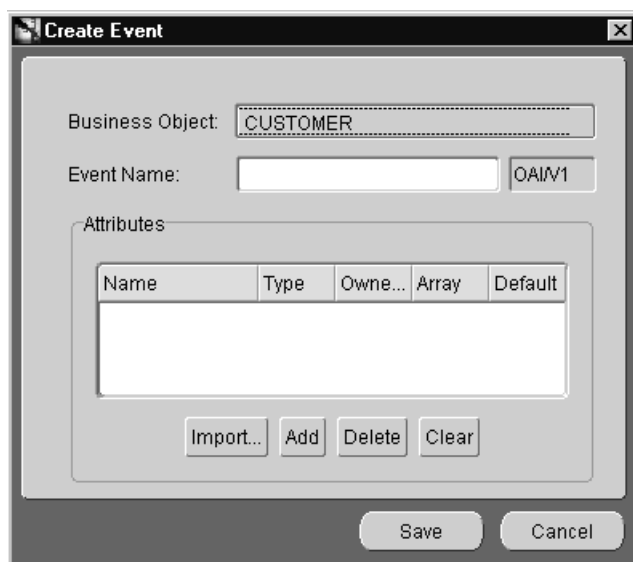 Create Event
Business Object: CUSTOMER
Event Name: OAI/V1
Attributes
Name Type Owne... Array Default
Import... Add Delete Clear
Save Cancel